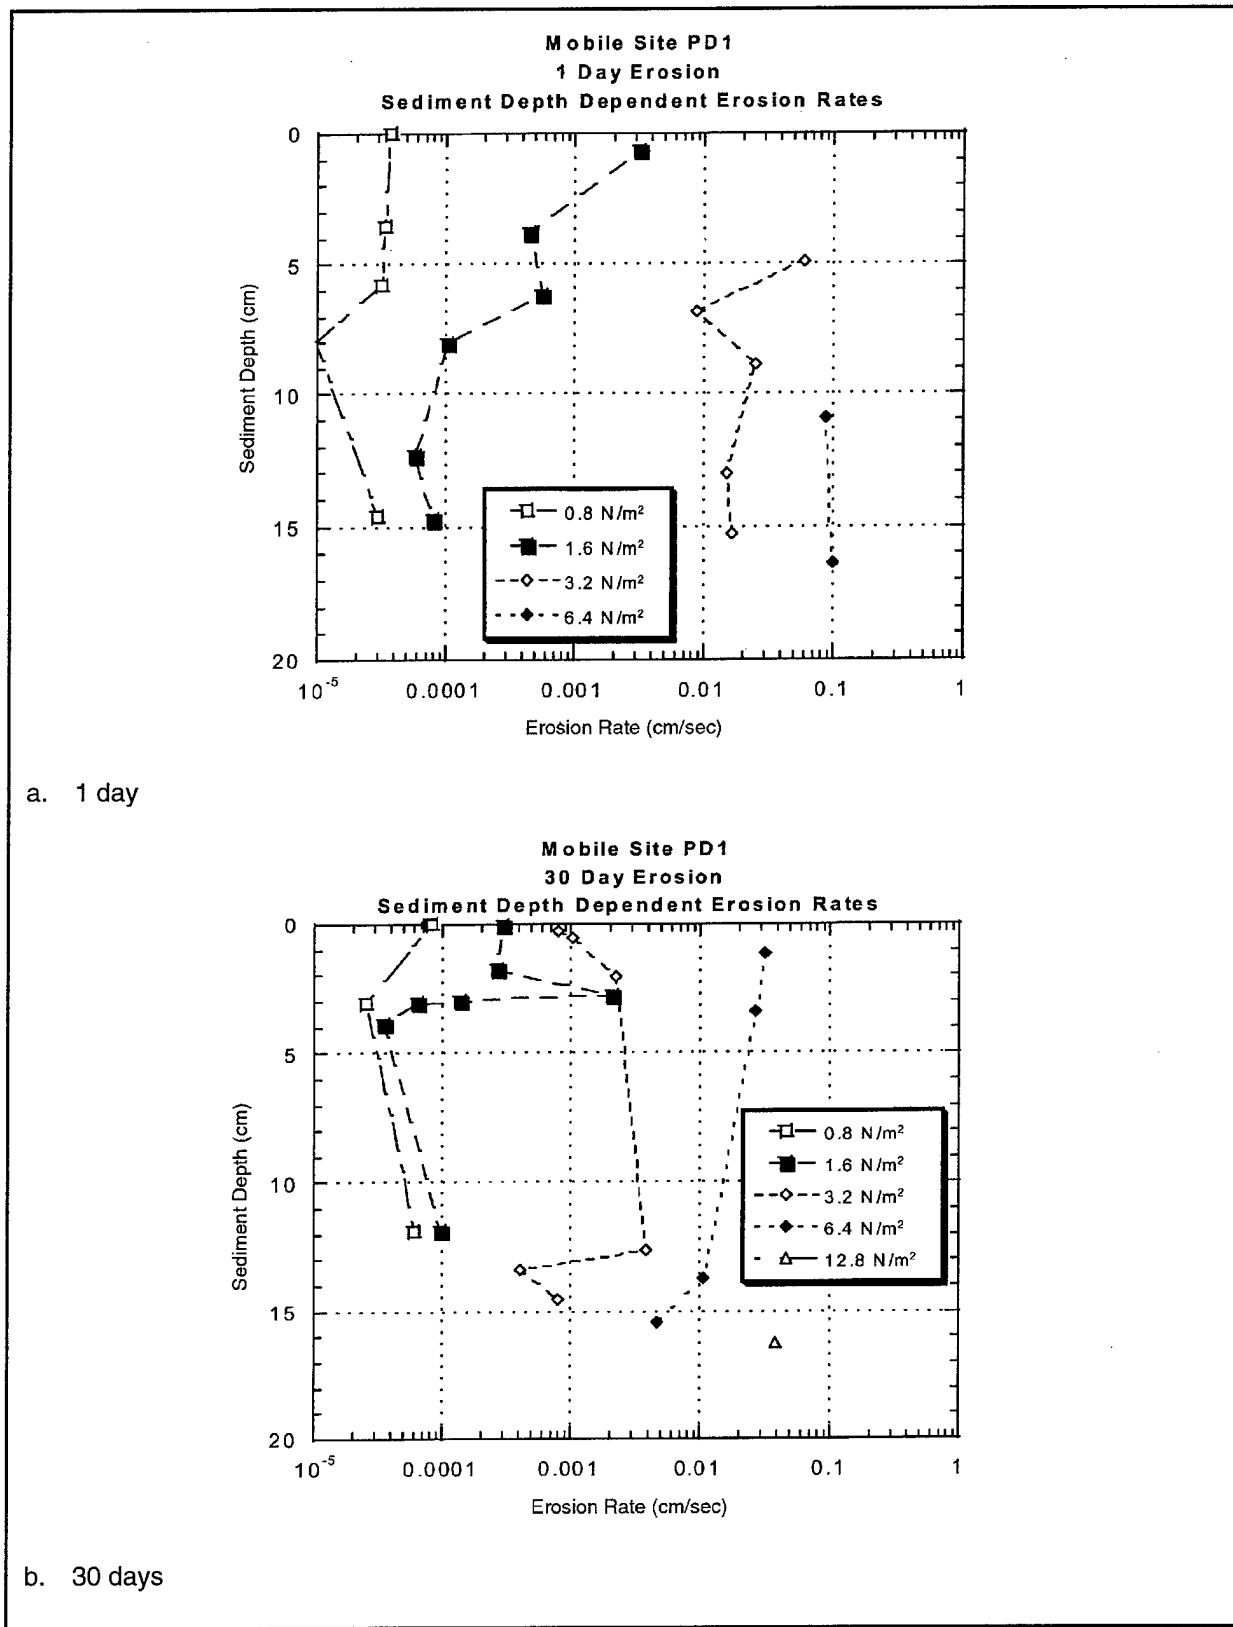 Mobile Site PD1
1 Day Erosion
Sediment Depth Dependent Erosion Rates
0
5
10
15
20
Sediment Depth (cm)
0.8 N/m²
1.6 N/m²
3.2 N/m²
6.4 N/m²
10⁻⁵ 0.0001 0.001 0.01 0.1 1
Erosion Rate (cm/sec)
a. 1 day
Mobile Site PD1
30 Day Erosion
Sediment Depth Dependent Erosion Rates
0
5
10
15
20
Sediment Depth (cm)
0.8 N/m²
1.6 N/m²
3.2 N/m²
6.4 N/m²
12.8 N/m²
10⁻⁵ 0.0001 0.001 0.01 0.1 1
Erosion Rate (cm/sec)
b. 30 days